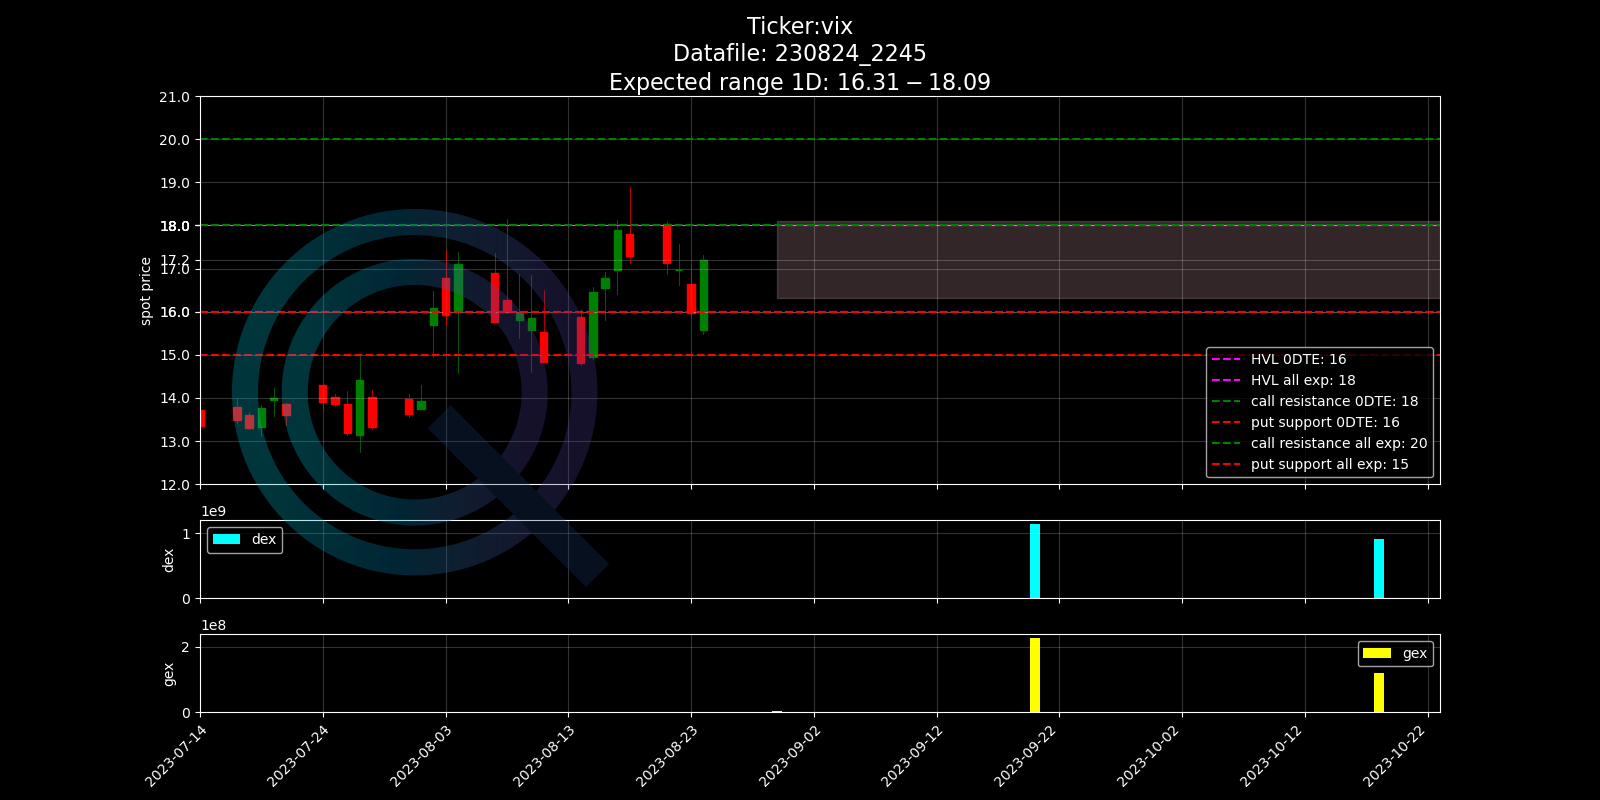 Ticker:vix
Datafile: 230824_2245
Expected range 1D: 16.31 − 18.09
21.0
20.0
19.0
18.0
18.0
17.2
17.0
16.0
15.0
14.0
13.0
12.0
spot price
HVL 0DTE: 16
HVL all exp: 18
call resistance 0DTE: 18
put support 0DTE: 16
call resistance all exp: 20
put support all exp: 15
1e9
1
0
dex
dex
1e8
2
0
gex
gex
2023-07-14
2023-07-24
2023-08-03
2023-08-13
2023-08-23
2023-09-02
2023-09-12
2023-09-22
2023-10-02
2023-10-12
2023-10-22